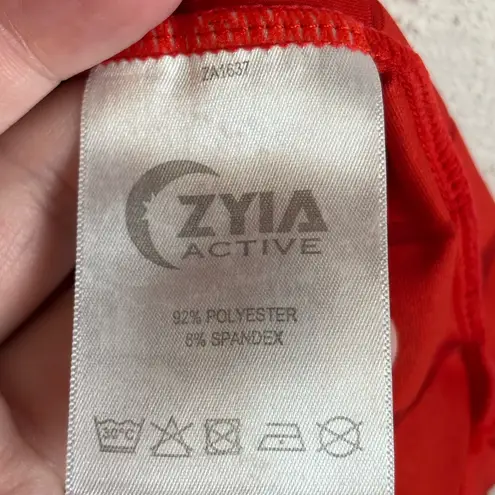 ZA1637
ZYIA
ACTIVE
92% POLYESTER
8% SPANDEX
30°C